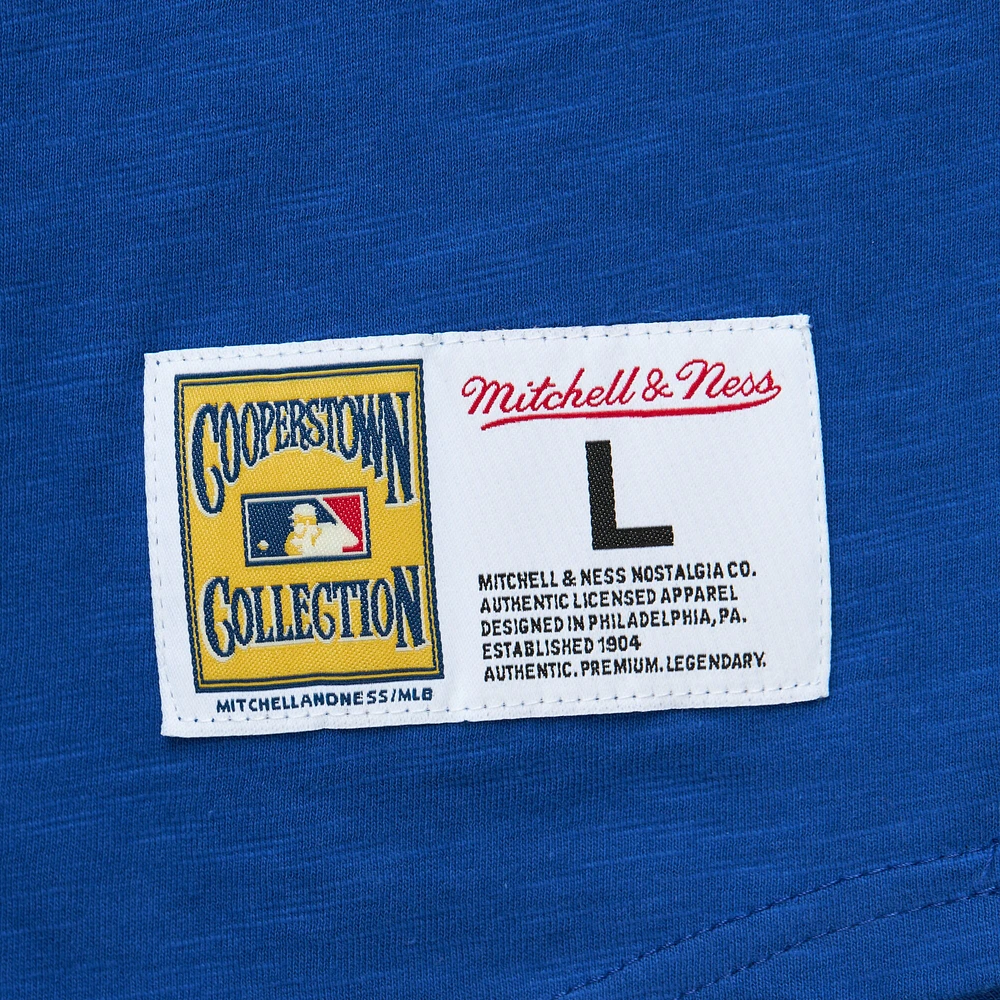 COOPERSTOWN
COLLECTION
MITCHELLANDNESS/MLB
Mitchell & Ness
L
MITCHELL & NESS NOSTALGIA CO.
AUTHENTIC LICENSED APPAREL
DESIGNED IN PHILADELPHIA, PA.
ESTABLISHED 1904
AUTHENTIC. PREMIUM. LEGENDARY.